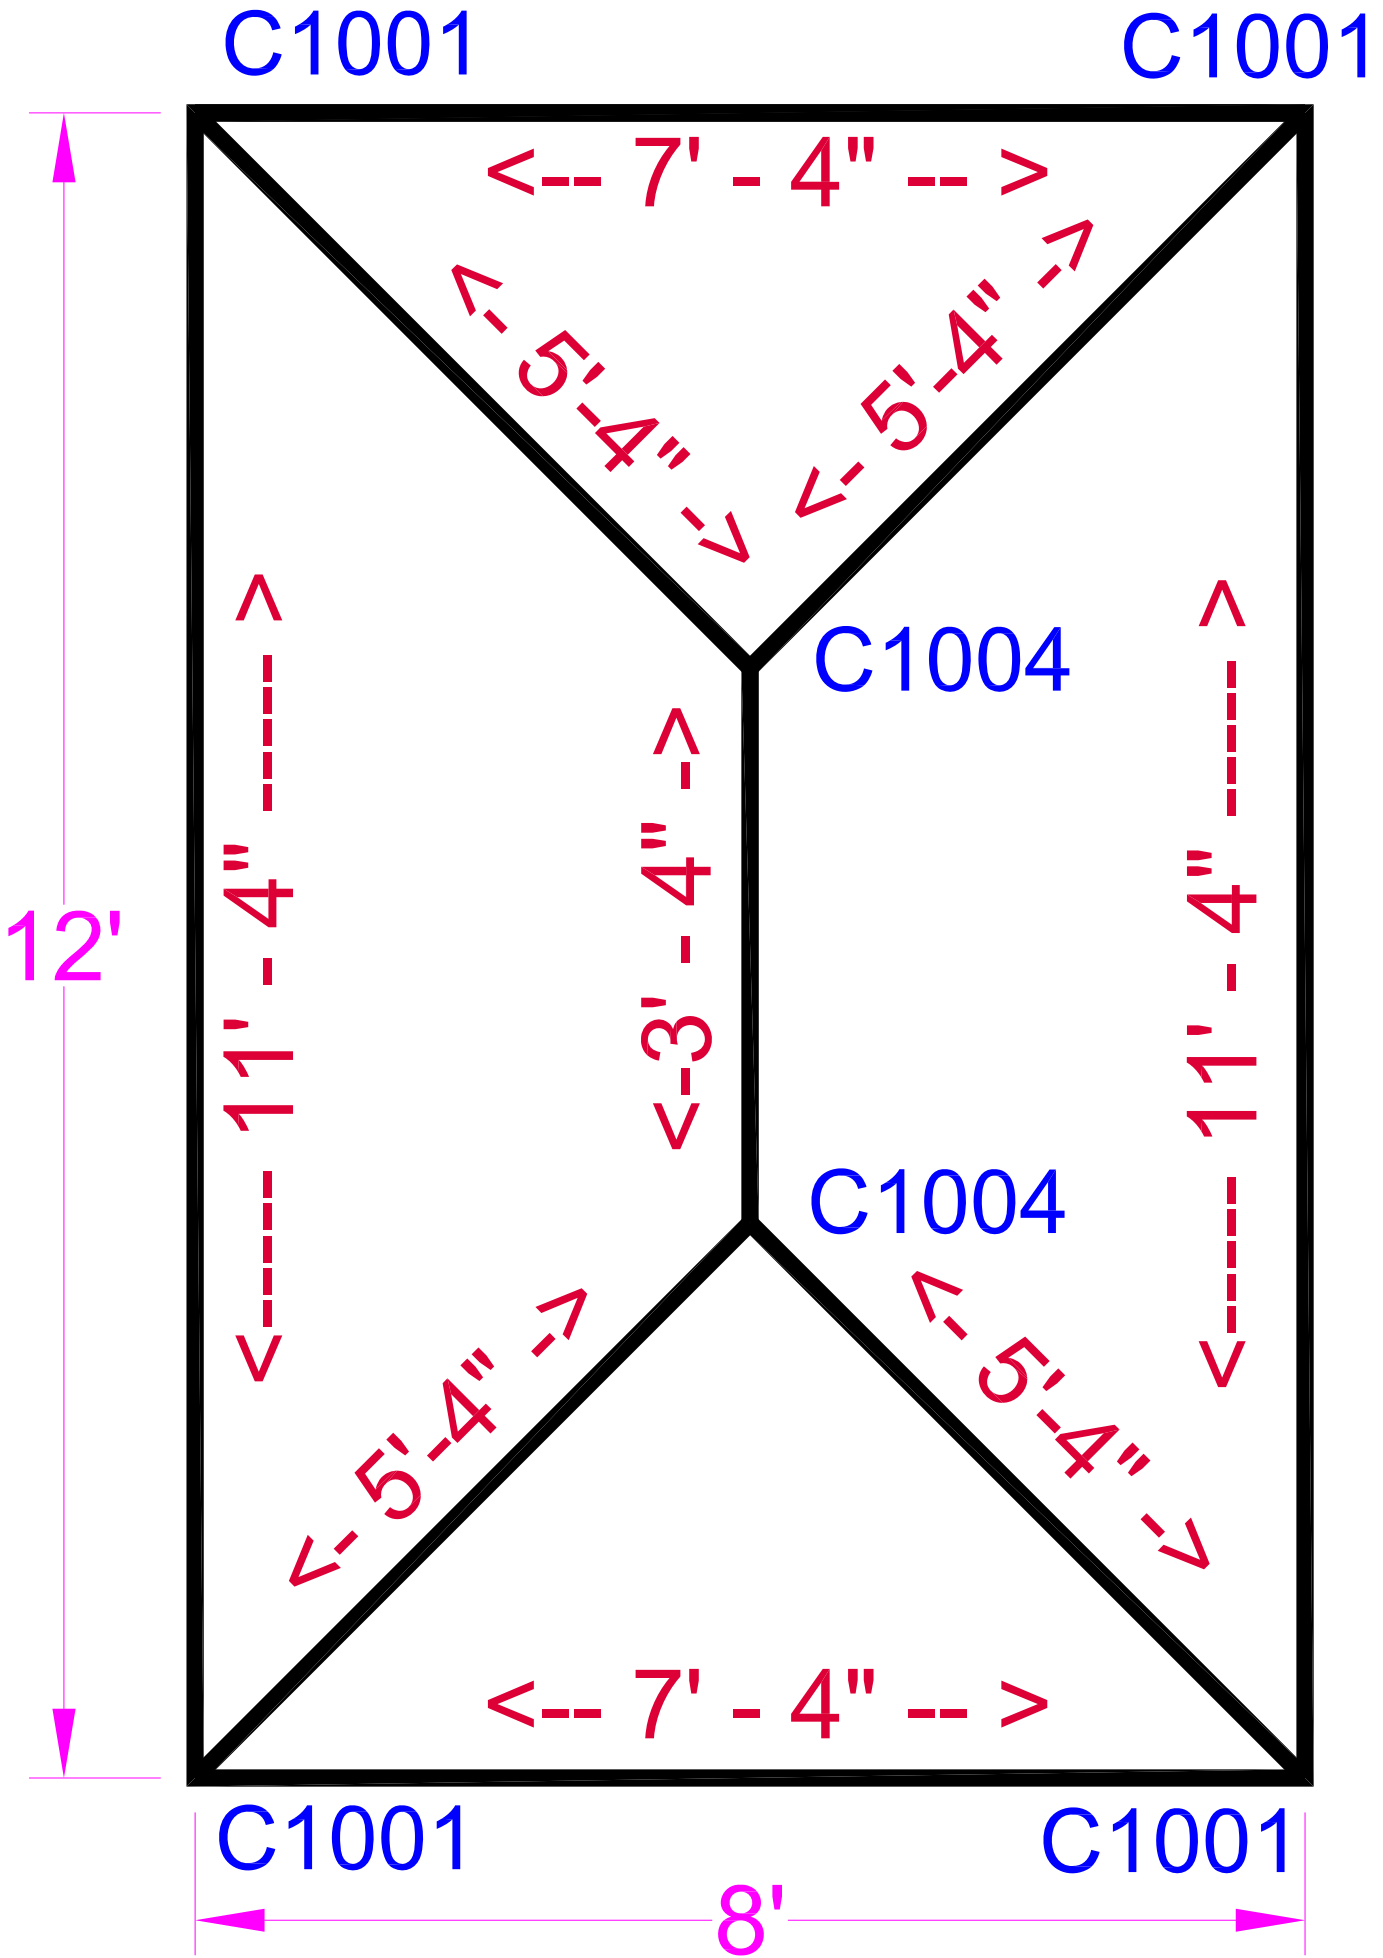 C1001
C1001
<-- 7' - 4" -- >
<- 5'-4" ->
<- 5'-4" ->
C1004
<----- 11' - 4" ----- >
<-3' - 4" ->
<----- 11' - 4" ----- >
12'
C1004
<- 5'-4" ->
<- 5'-4" ->
<-- 7' - 4" -- >
C1001
C1001
8'